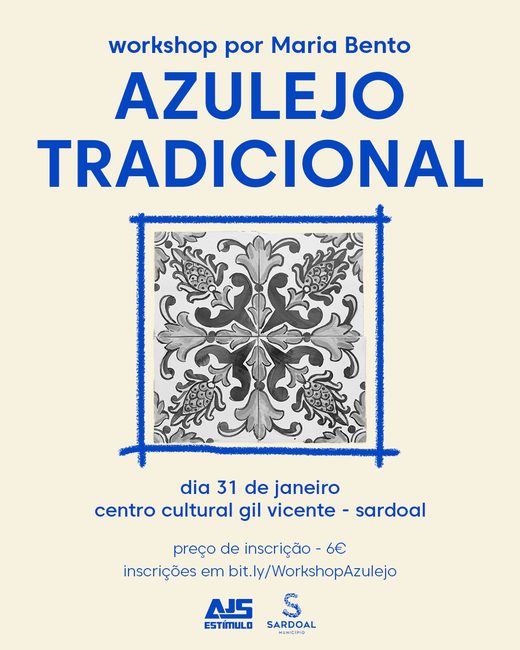 workshop por Maria Bento
AZULEJO
TRADICIONAL
dia 31 de janeiro
centro cultural gil vicente - sardoal
preço de inscrição - 6€
inscrições em bit.ly/WorkshopAzulejo
AJS
ESTÍMULO
SARDOAL
MUNICÍPIO